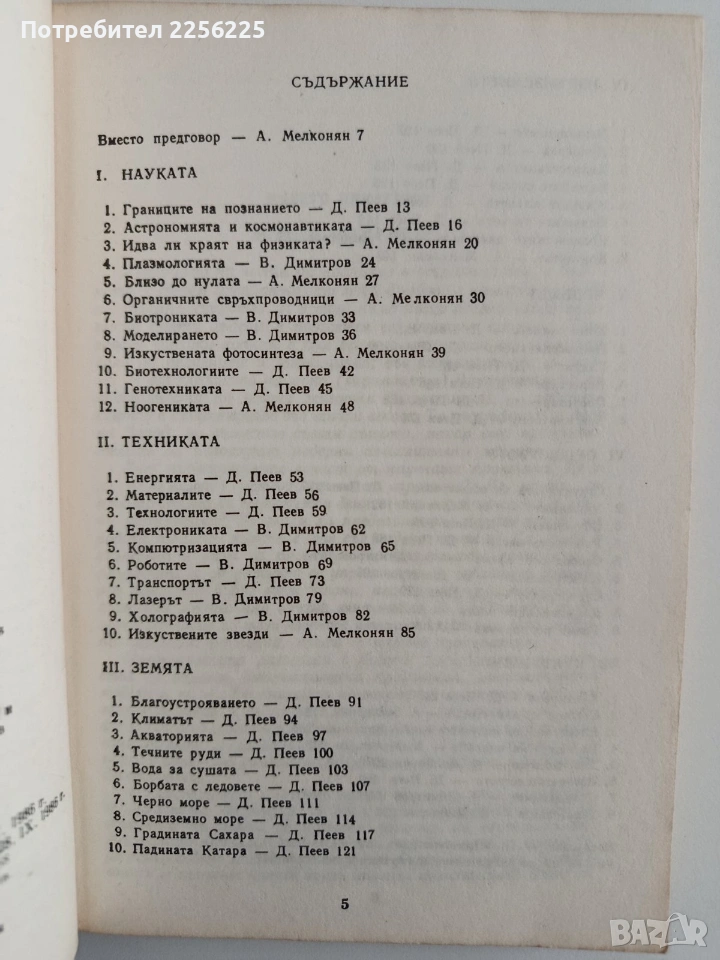 Потребител 2256225
СЪДЪРЖАНИЕ
Вместо предговор — А. Мелконян 7
I. НАУКАТА
1. Границите на познанието — Д. Пеев 13
2. Астрономията и космонавтиката — Д. Пеев 16
3. Идва ли краят на физиката? — А. Мелконян 20
4. Плазмологията — В. Димитров 24
5. Близо до нулата — А. Мелконян 27
6. Органичните свръхпроводници — А. Мелконян 30
7. Биотрониката — В. Димитров 33
8. Моделирането — В. Димитров 36
9. Изкуствената фотосинтеза — А. Мелконян 39
10. Биотехнологниите — Д. Пеев 42
11. Генотехниката — Д. Пеев 45
12. Ноогениката — А. Мелконян 48
II. ТЕХНИКАТА
1. Енергията — Д. Пеев 53
2. Материалите — Д. Пеев 56
3. Технологиите — Д. Пеев 59
4. Електрониката — В. Димитров 62
5. Компютризацията — В. Димитров 65
6. Роботите — В. Димитров 69
7. Транспортът — Д. Пеев 73
8. Лазерът — В. Димитров 79
9. Холографията — В. Димитров 82
10. Изкуствените звезди — А. Мелконян 85
III. ЗЕМЯТА
1. Благоустрояването — Д. Пеев 91
2. Климатът — Д. Пеев 94
3. Акваторията — Д. Пеев 97
4. Течните руди — Д. Пеев 100
5. Вода за сушата — Д. Пеев 103
6. Борбата с ледовете — Д. Пеев 107
7. Черно море — Д. Пеев 111
8. Средиземно море — Д. Пеев 114
9. Градината Сахара — Д. Пеев 117
10. Падината Катара — Д. Пеев 121
5
BAZAR